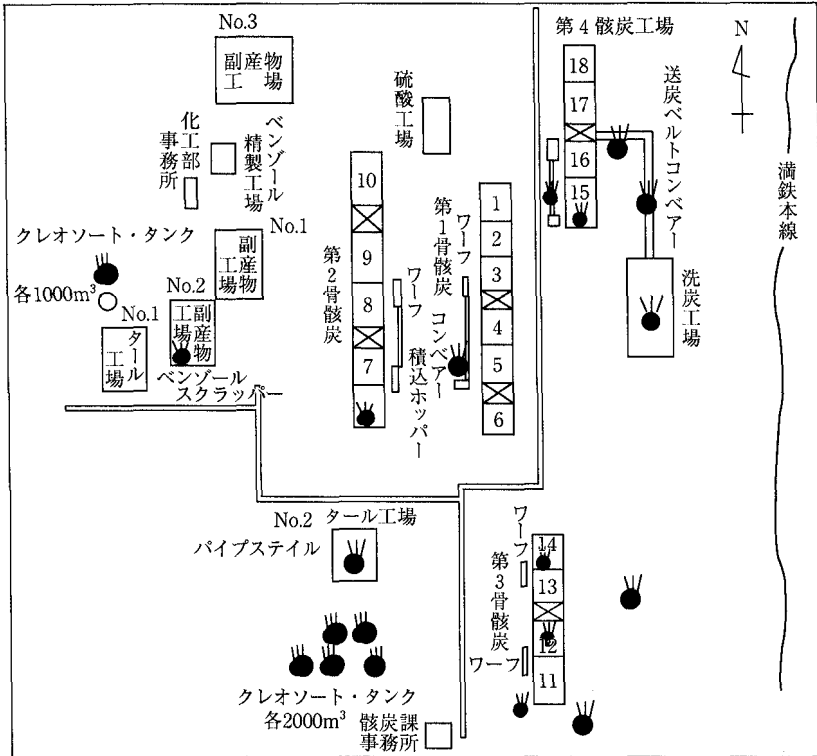 No.3
副産物
工場
化工部
事務所
ベンゾール
精製工場
硫酸工場
第4骸炭工場
18
17
16
15
送炭ベルトコンベアー
N
満鉄本線
洗炭工場
クレオソート・タンク
各1000m³
No.1
副産物
工場
No.2
副産物
工場
ベンゾール
スクラッバー
No.1
タール
工場
10
9
8
7
第2骨骸炭
ワーフ
積込ホッパー
第1骨骸炭
ワーフ
コンベアー
1
2
3
4
5
6
No.2 タール工場
パイプステイル
クレオソート・タンク
各2000m³
骸炭課
事務所
第3骨骸炭
ワーフ
ワーフ
14
13
12
11